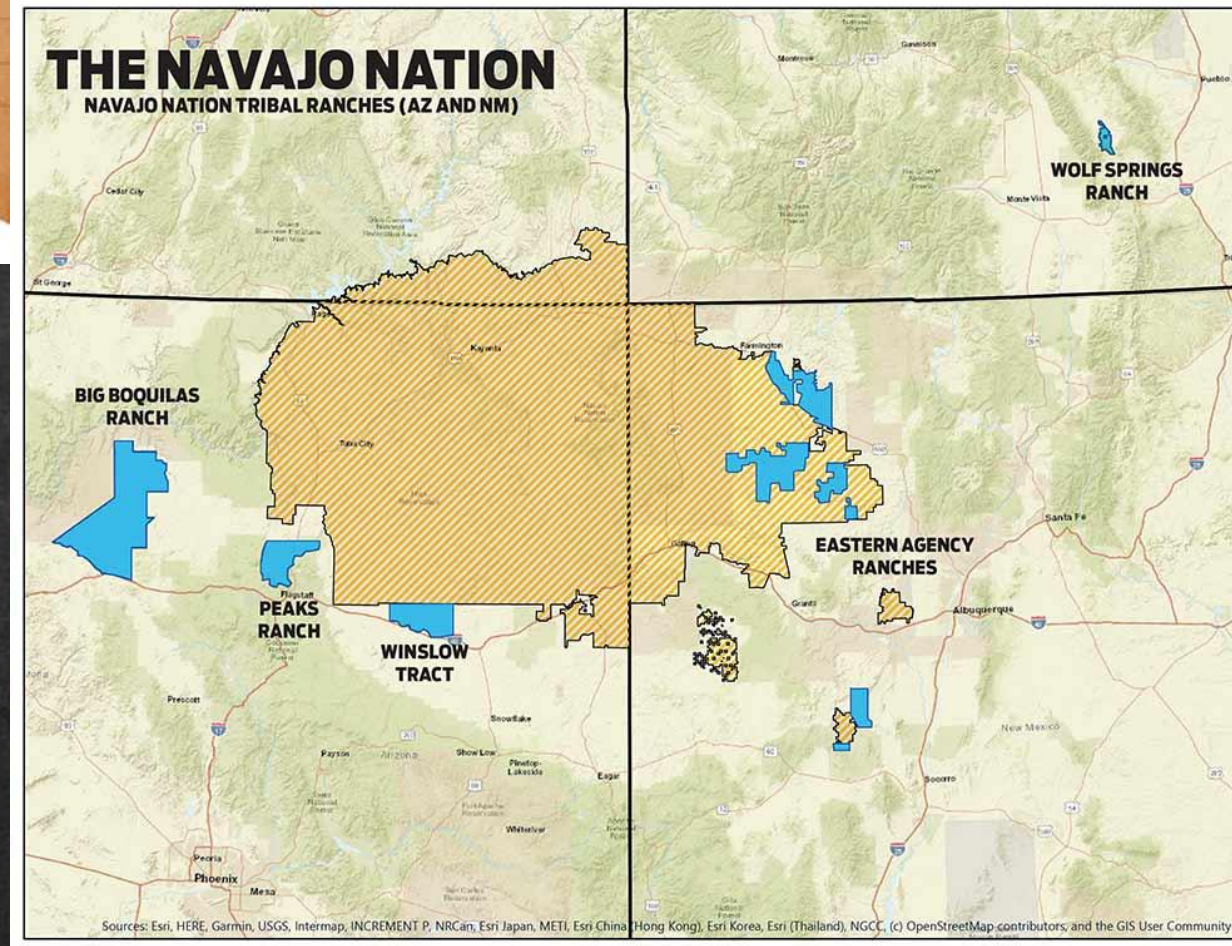 THE NAVAJO NATION
NAVAJO NATION TRIBAL RANCHES (AZ AND NM)
Gunnison
Montrose
Pueblo
WOLF SPRINGS
RANCH
Cedar City
Monte Vista
St George
Kayenta
Farmington
BIG BOQUILAS
RANCH
Tuba City
Santa Fe
EASTERN AGENCY
RANCHES
Gallup
Flagstaff
PEAKS
RANCH
Grants
Albuquerque
WINSLOW
TRACT
Prescott
Snowflake
New Mexico
Payson
Arizona
Show Low
Pinetop-
Lakeside
Eagar
Socorro
Whiteriver
Peoria
Phoenix
Mesa
Sources: Esri, HERE, Garmin, USGS, Intermap, INCREMENT P, NRCan, Esri Japan, METI, Esri China (Hong Kong), Esri Korea, Esri (Thailand), NGCC, (c) OpenStreetMap contributors, and the GIS User Community